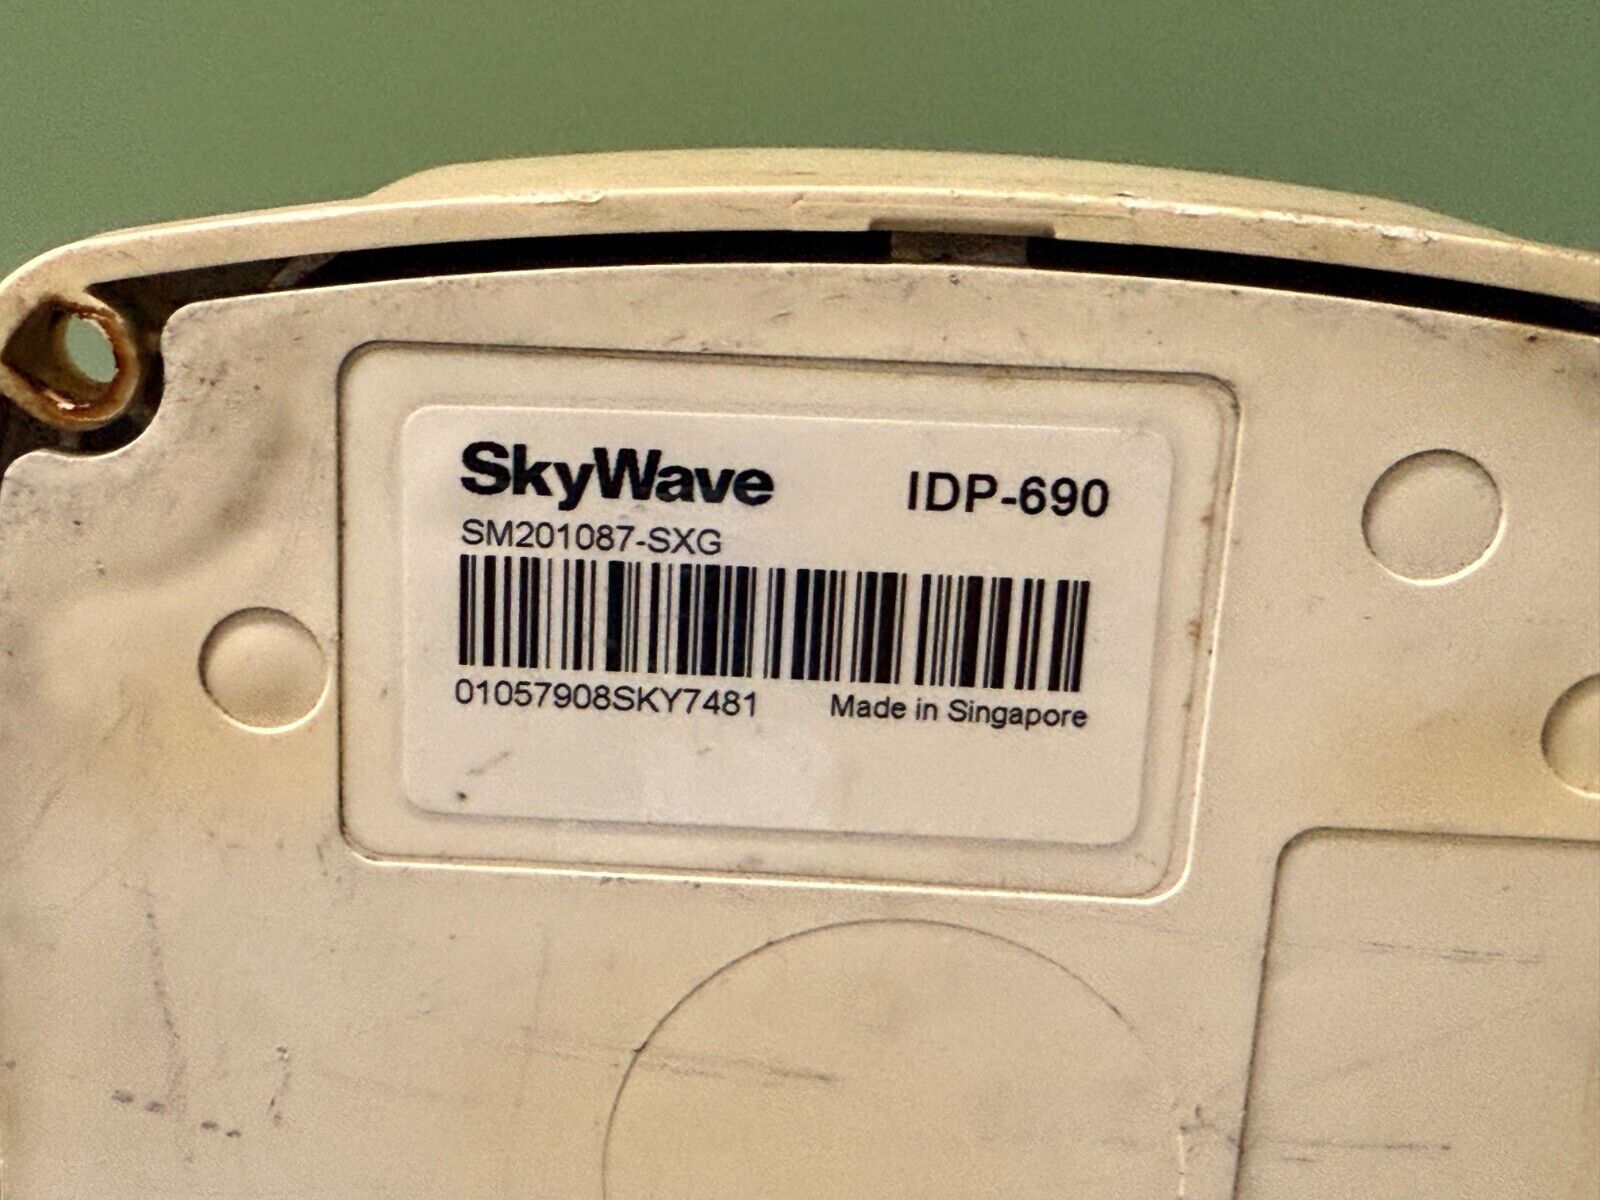 SkyWave IDP-690
SM201087-SXG
01057908SKY7481 Made in Singapore